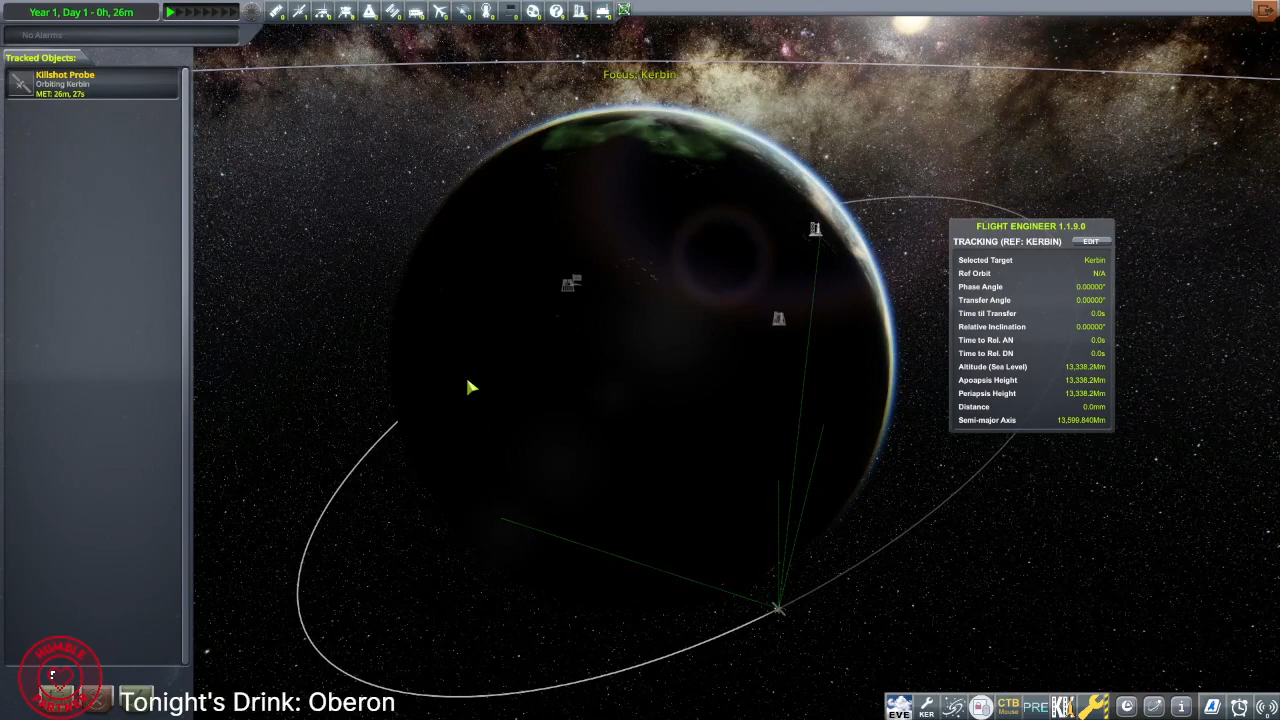 Year 1, Day 1 - 0h, 26m
No Alarms
Tracked Objects:
Killshot Probe
Orbiting Kerbin
MET: 26m, 27s
Focus: Kerbin
FLIGHT ENGINEER 1.1.9.0
TRACKING (REF: KERBIN) EDIT
Selected Target Kerbin
Ref Orbit N/A
Phase Angle 0.00000°
Transfer Angle 0.00000°
Time til Transfer 0.0s
Relative Inclination 0.00000°
Time to Rel. AN 0.0s
Time to Rel. DN 0.0s
Altitude (Sea Level) 13,338.2Mm
Apoapsis Height 13,338.2Mm
Periapsis Height 13,338.2Mm
Distance 0.0mm
Semi-major Axis 13,599.840Mm
HUMBLE
PARTNER
Tonight's Drink: Oberon
EVE
KER
CTB
Mouse
PRE